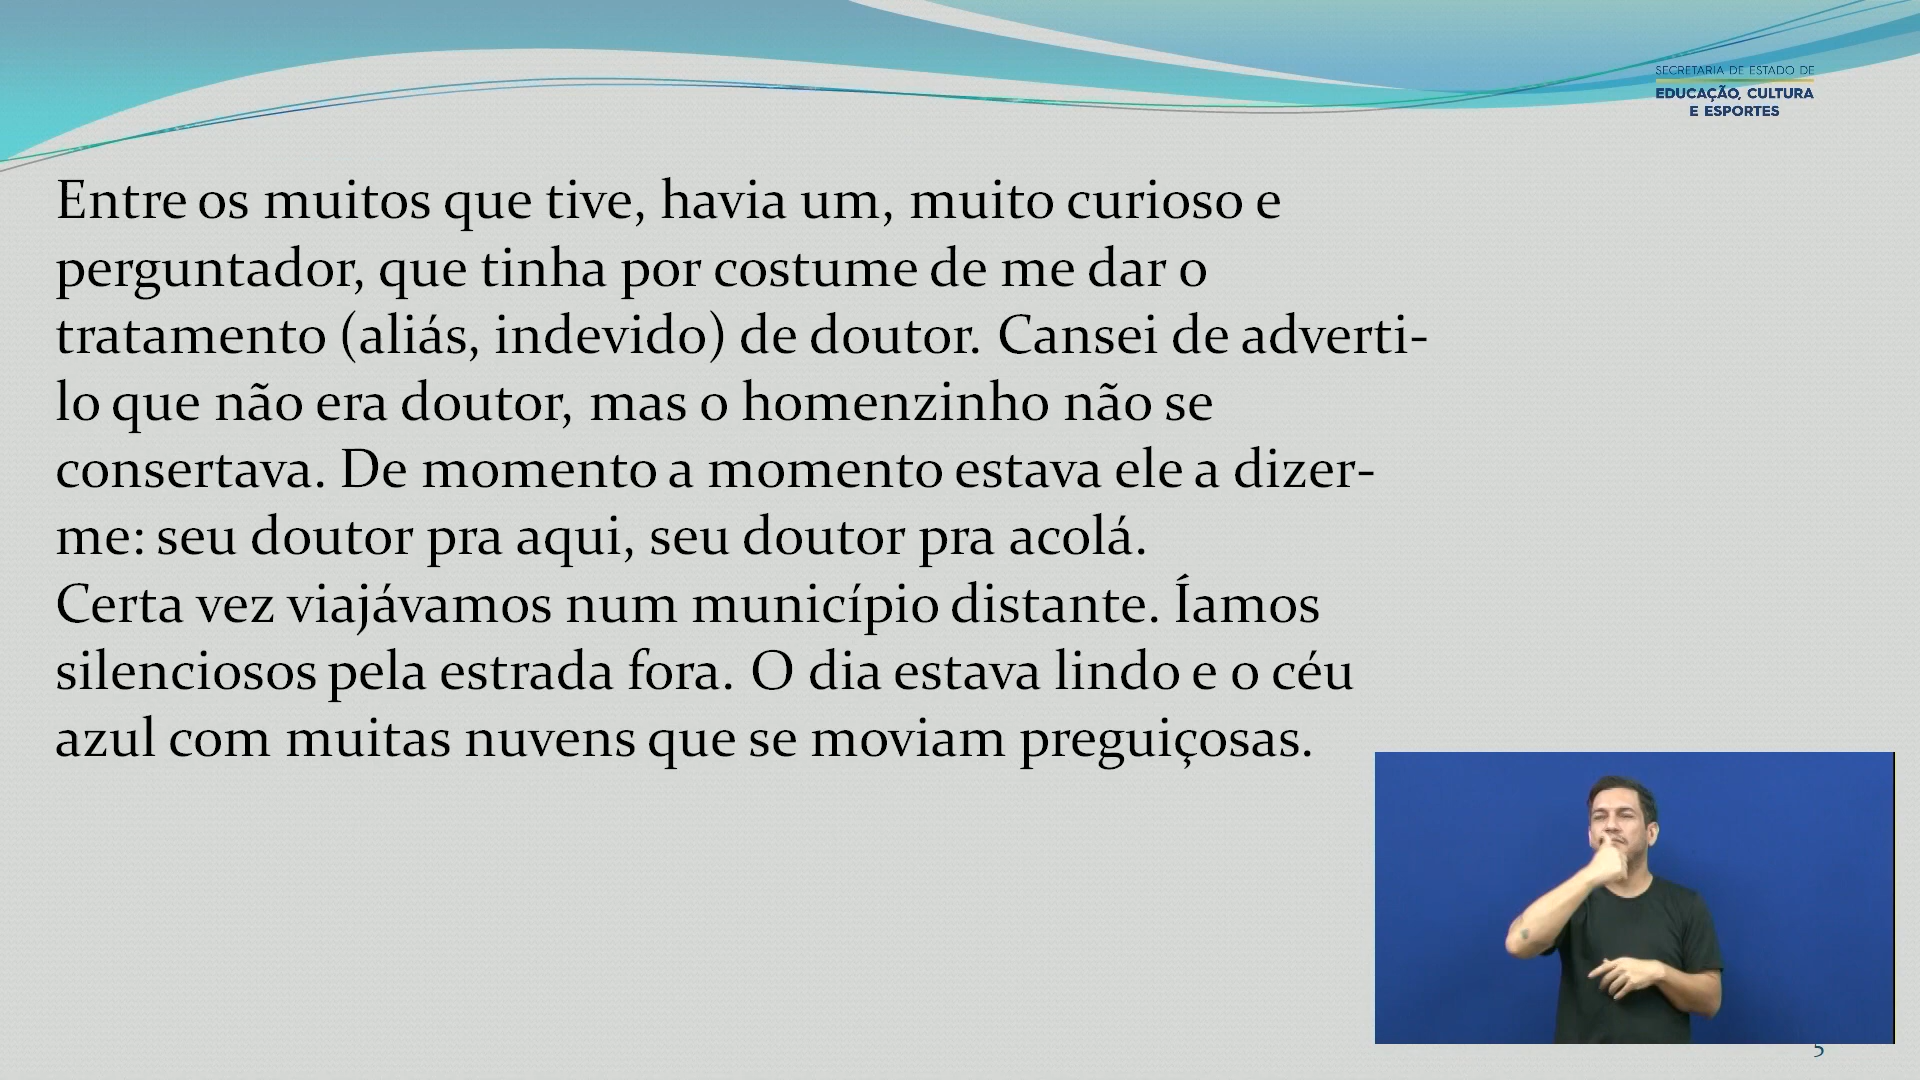 SECRETARIA DE ESTADO DE
EDUCAÇÃO, CULTURA
E ESPORTES
Entre os muitos que tive, havia um, muito curioso e
perguntador, que tinha por costume de me dar o
tratamento (aliás, indevido) de doutor. Cansei de adverti-
lo que não era doutor, mas o homenzinho não se
consertava. De momento a momento estava ele a dizer-
me: seu doutor pra aqui, seu doutor pra acolá.
Certa vez viajávamos num município distante. Íamos
silenciosos pela estrada fora. O dia estava lindo e o céu
azul com muitas nuvens que se moviam preguiçosas.
5